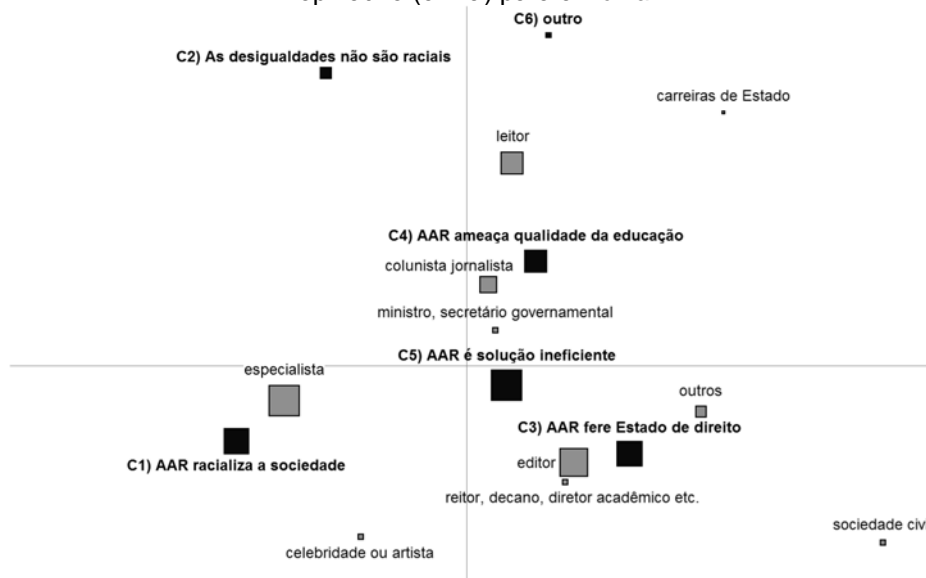 C6) outro
C2) As desigualdades não são raciais
carreiras de Estado
leitor
C4) AAR ameaça qualidade da educação
colunista jornalista
ministro, secretário governamental
C5) AAR é solução ineficiente
especialista
outros
C3) AAR fere Estado de direito
C1) AAR racializa a sociedade
editor
reitor, decano, diretor acadêmico etc.
sociedade
celebridade ou artista